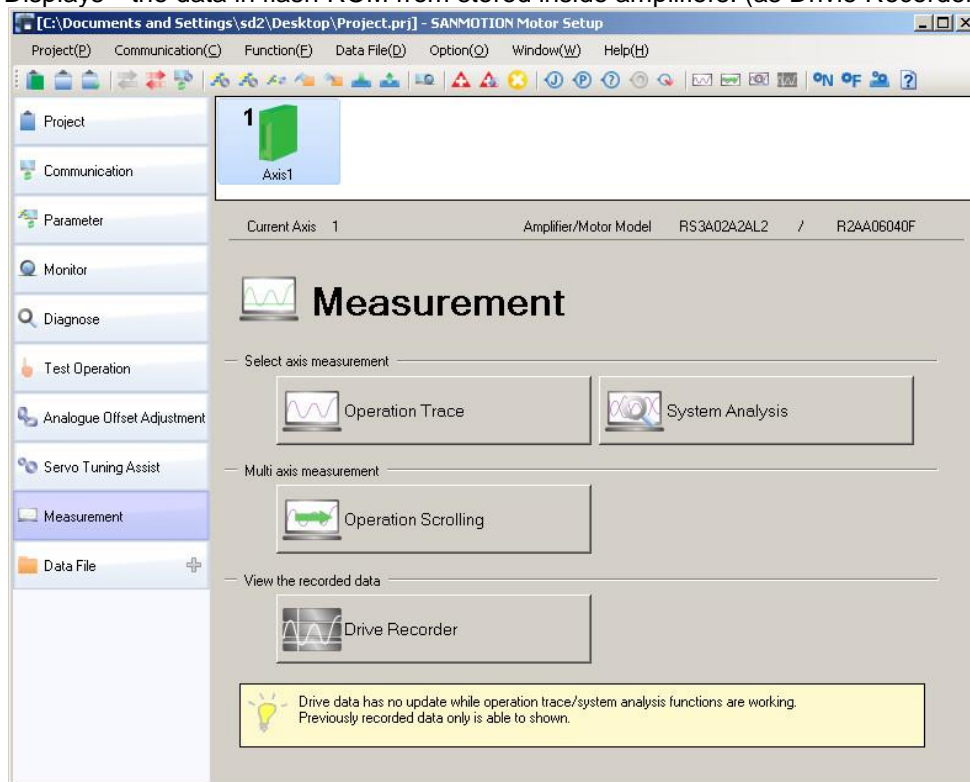 Displays the data in flash ROM from stored inside amplifiers. (as Drivie Recorder
[C:\Documents and Settings\sd2\Desktop\Project.prj] - SANMOTION Motor Setup
Project(P) Communication(C) Function(F) Data File(D) Option(O) Window(W) Help(H)
ON OFF
Project
Communication
Parameter
Monitor
Diagnose
Test Operation
Analogue Offset Adjustment
Servo Tuning Assist
Measurement
Data File
1
Axis1
Current Axis 1 Amplifier/Motor Model RS3A02A2AL2 / R2AA06040F
Measurement
Select axis measurement
Operation Trace System Analysis
Multi axis measurement
Operation Scrolling
View the recorded data
Drive Recorder
Drive data has no update while operation trace/system analysis functions are working.
Previously recorded data only is able to shown.